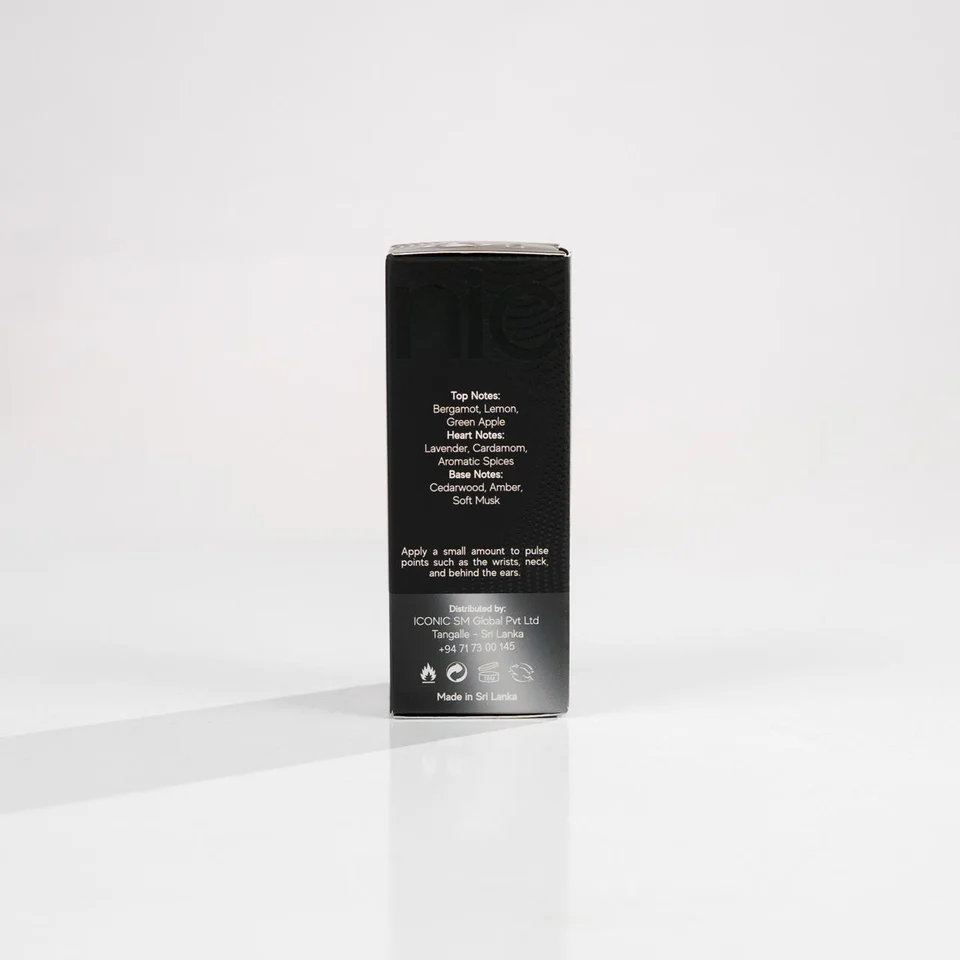 nic
Top Notes:
Bergamot, Lemon,
Green Apple
Heart Notes:
Lavender, Cardamom,
Aromatic Spices
Base Notes:
Cedarwood, Amber,
Soft Musk
Apply a small amount to pulse
points such as the wrists, neck,
and behind the ears.
Distributed by:
ICONIC SM Global Pvt Ltd
Tangalle - Sri Lanka
+94 71 73 00 145
Made in Sri Lanka